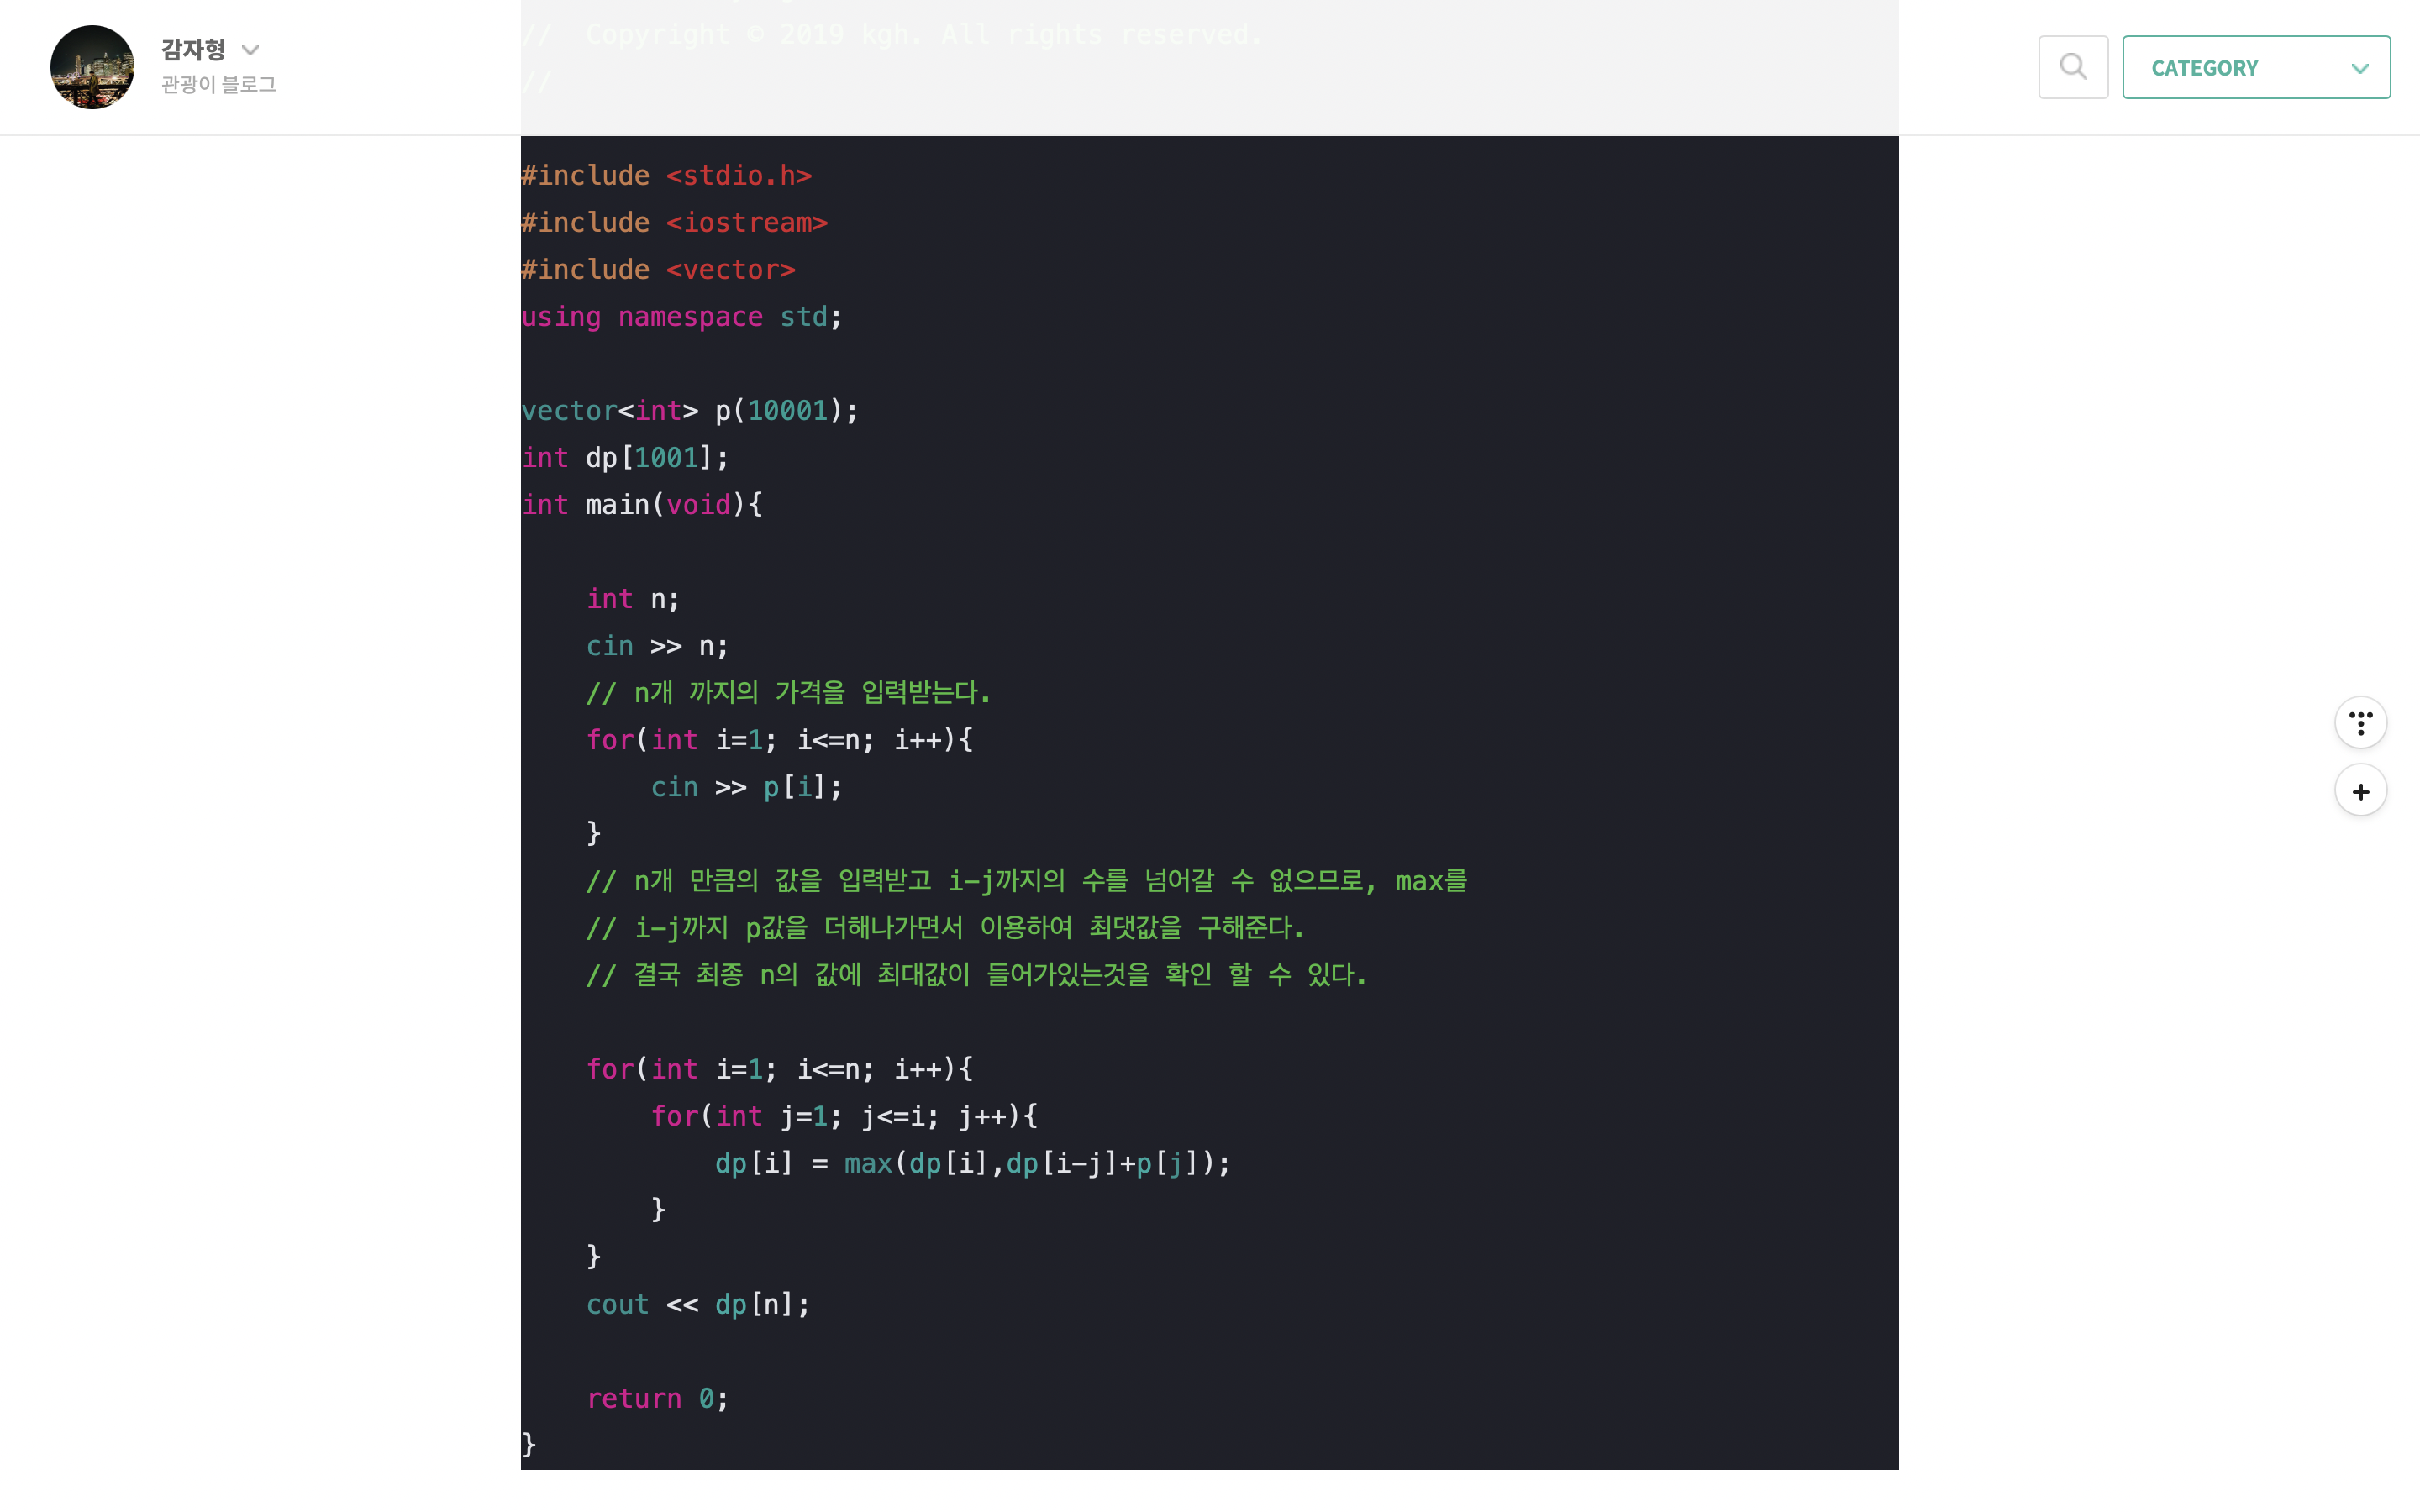 감자형
관광이 블로그
CATEGORY
//  Copyright © 2019 kgh. All rights reserved.
//
#include <stdio.h>
#include <iostream>
#include <vector>
using namespace std;
vector<int> p(10001);
int dp[1001];
int main(void){
    int n;
    cin >> n;
    // n개 까지의 가격을 입력받는다.
    for(int i=1; i<=n; i++){
        cin >> p[i];
    }
    // n개 만큼의 값을 입력받고 i-j까지의 수를 넘어갈 수 없으므로, max를
    // i-j까지 p값을 더해나가면서 이용하여 최댓값을 구해준다.
    // 결국 최종 n의 값에 최대값이 들어가있는것을 확인 할 수 있다.
    for(int i=1; i<=n; i++){
        for(int j=1; j<=i; j++){
            dp[i] = max(dp[i],dp[i-j]+p[j]);
        }
    }
    cout << dp[n];
    return 0;
}